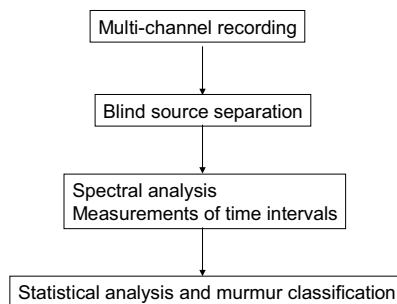 Multi-channel recording
Blind source separation
Spectral analysis
Measurements of time intervals
Statistical analysis and murmur classification